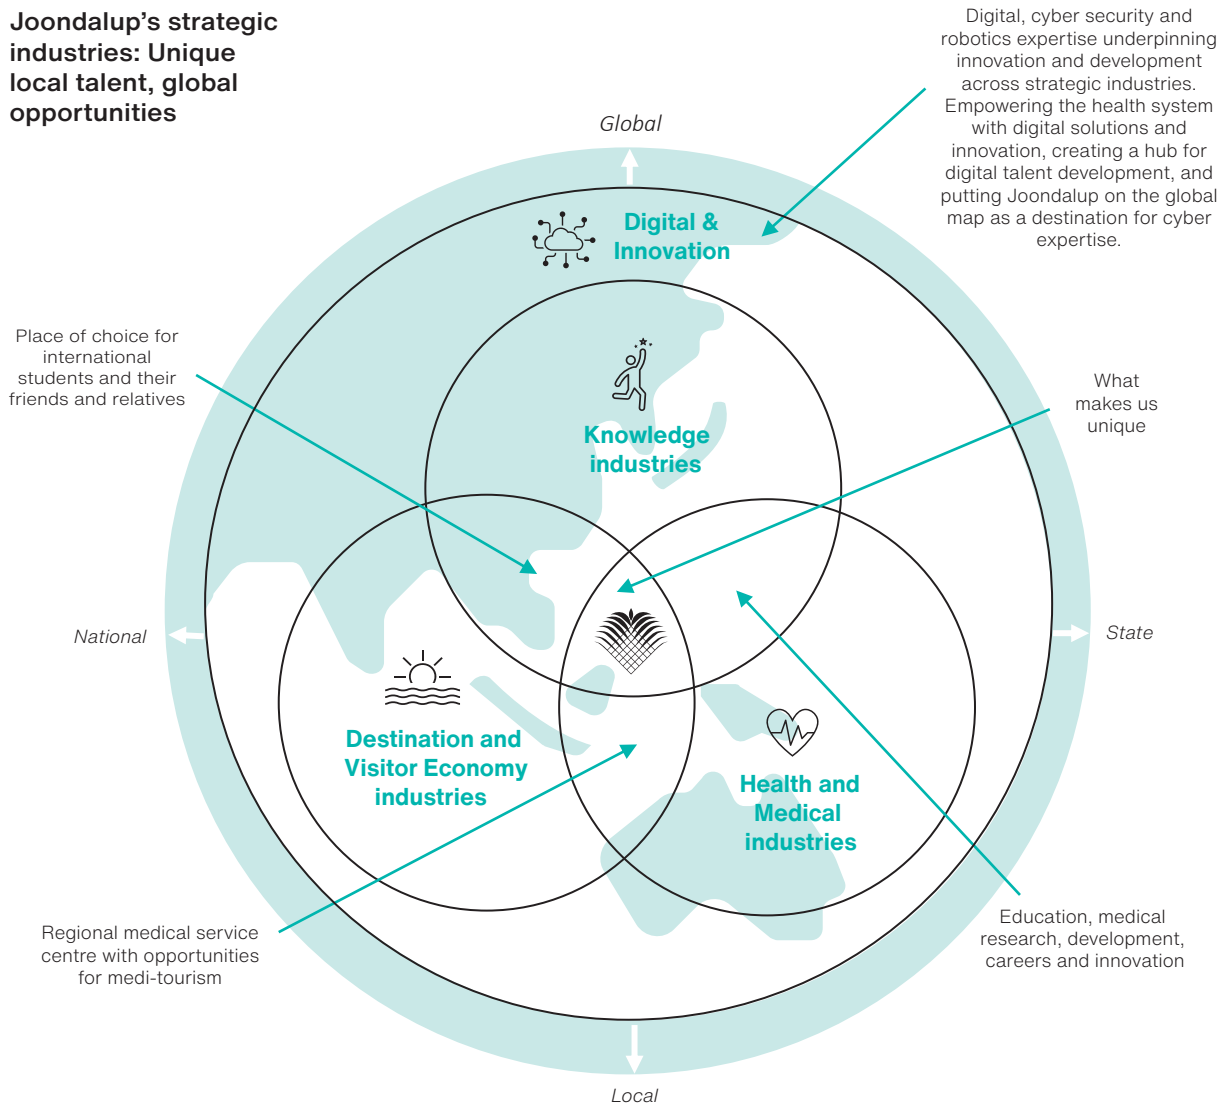 Joondalup's strategic
industries: Unique
local talent, global
opportunities
Digital, cyber security and
robotics expertise underpinning
innovation and development
across strategic industries.
Empowering the health system
with digital solutions and
innovation, creating a hub for
digital talent development, and
putting Joondalup on the global
map as a destination for cyber
expertise.
Global
Digital &
Innovation
Place of choice for
international
students and their
friends and relatives
What
makes us
unique
Knowledge
industries
National
State
Destination and
Visitor Economy
industries
Health and
Medical
industries
Regional medical service
centre with opportunities
for medi-tourism
Education, medical
research, development,
careers and innovation
Local